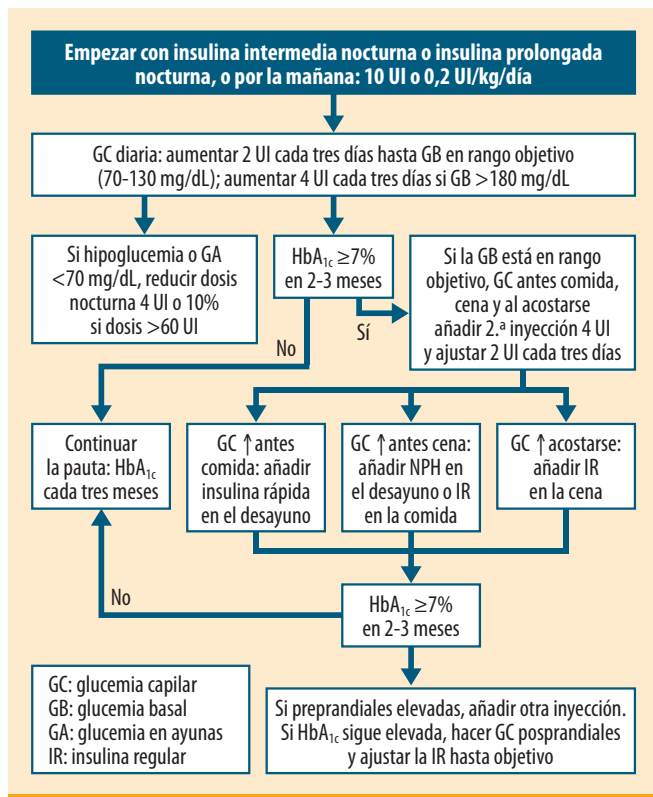 Empezar con insulina intermedia nocturna o insulina prolongada
nocturna, o por la mañana: 10 UI o 0,2 UI/kg/día
GC diaria: aumentar 2 UI cada tres días hasta GB en rango objetivo
(70-130 mg/dL); aumentar 4 UI cada tres días si GB >180 mg/dL
Si hipoglucemia o GA
<70 mg/dL, reducir dosis
nocturna 4 UI o 10%
si dosis >60 UI
HbA1c ≥7%
en 2-3 meses
Si la GB está en rango
objetivo, GC antes comida,
cena y al acostarse
añadir 2.ª inyección 4 UI
y ajustar 2 UI cada tres días
Sí
No
Continuar
la pauta: HbA1c
cada tres meses
GC ↑ antes
comida: añadir
insulina rápida
en el desayuno
GC ↑ antes cena:
añadir NPH en
el desayuno o IR
en la comida
GC ↑ acostarse:
añadir IR
en la cena
No
HbA1c ≥7%
en 2-3 meses
GC: glucemia capilar
GB: glucemia basal
GA: glucemia en ayunas
IR: insulina regular
Si preprandiales elevadas, añadir otra inyección.
Si HbA1c sigue elevada, hacer GC posprandiales
y ajustar la IR hasta objetivo